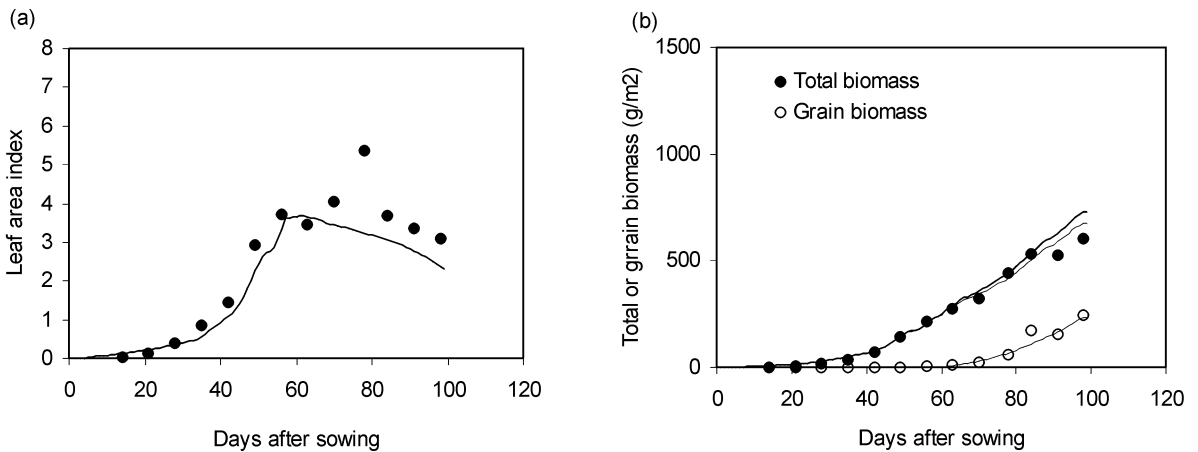 (a)
8
7
6
5
4
3
2
1
0
Leaf area index
0 20 40 60 80 100 120
Days after sowing
(b)
1500
1000
500
0
Total or grrain biomass (g/m2)
Total biomass
Grain biomass
0 20 40 60 80 100 120
Days after sowing